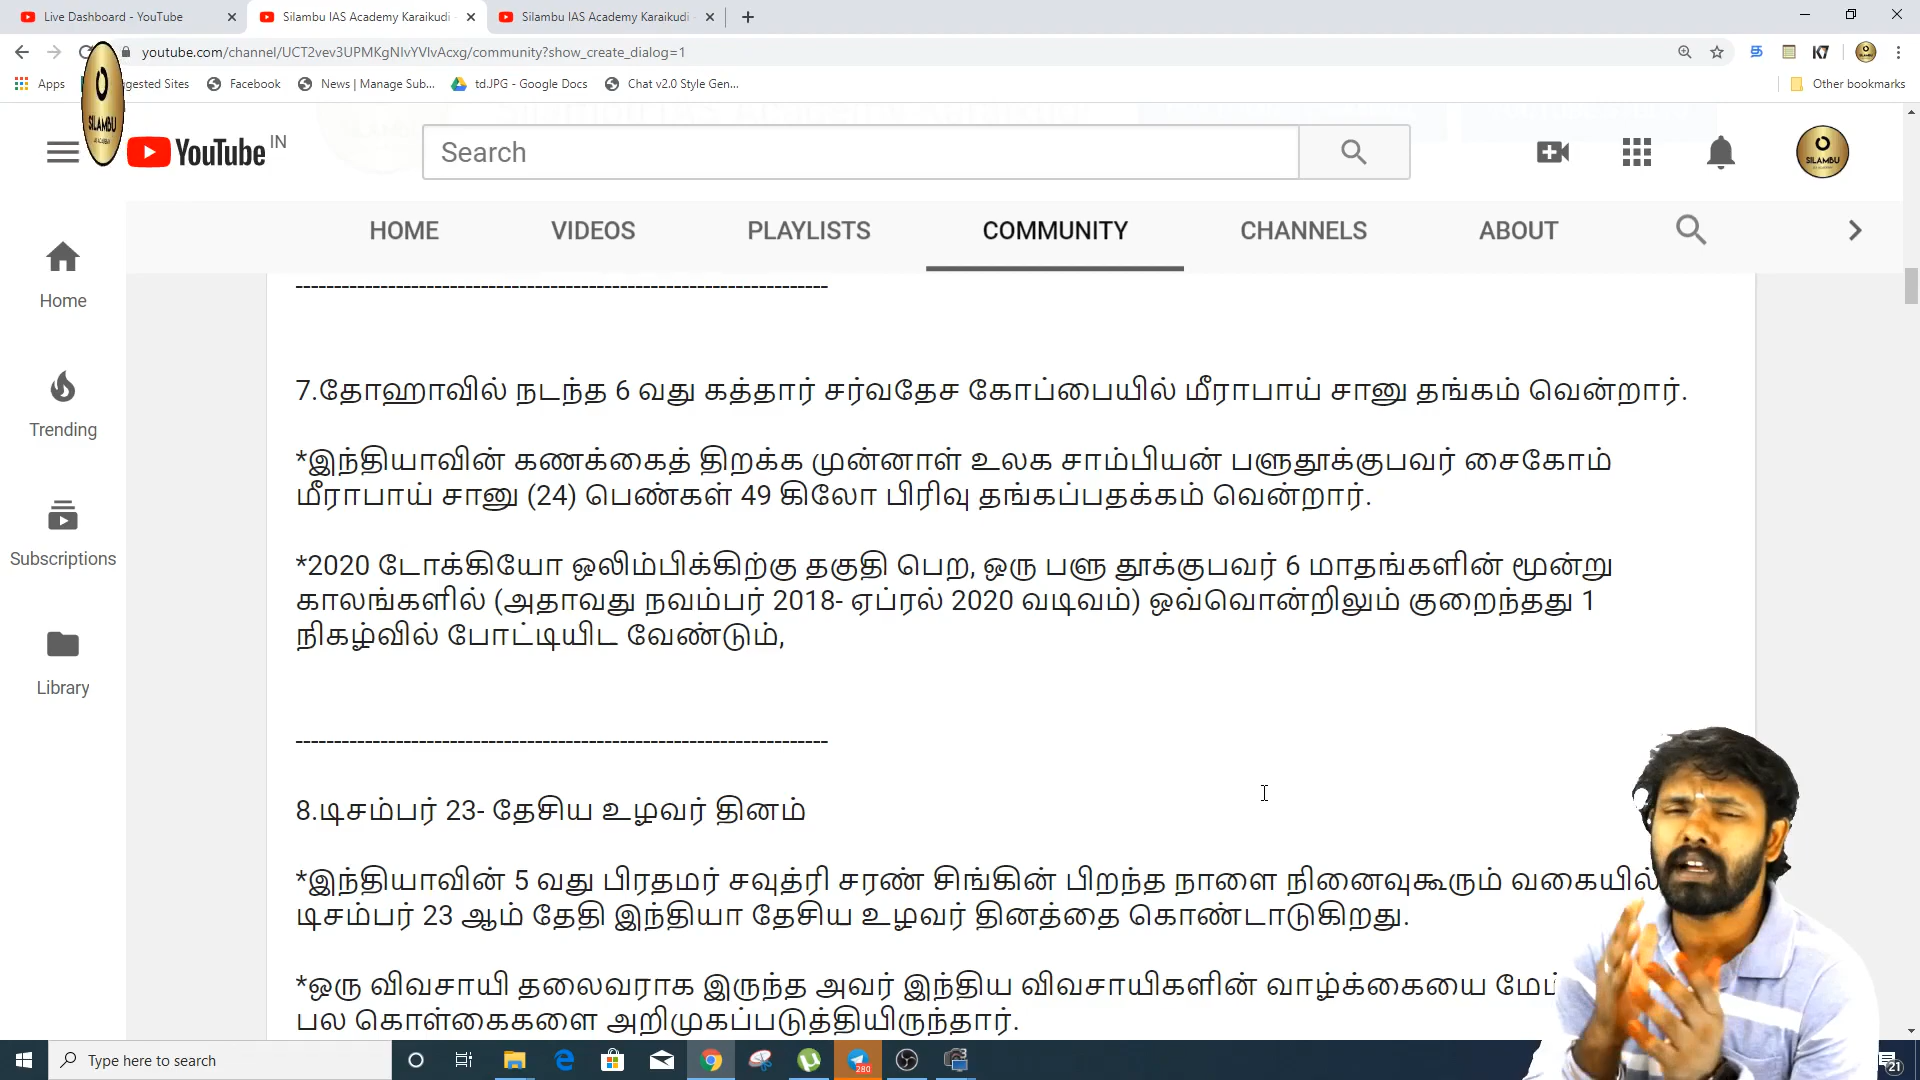 Live Dashboard - YouTube
Silambu IAS Academy Karaikudi
Silambu IAS Academy Karaikudi
youtube.com/channel/UCT2vev3UPMKgNIvYVIvAcxg/community?show_create_dialog=1
K7
Apps
gested Sites
Facebook
News | Manage Sub...
td.JPG - Google Docs
Chat v2.0 Style Gen...
Other bookmarks
SILAMBU
YouTube IN
Search
SILAMBU
HOME
VIDEOS
PLAYLISTS
COMMUNITY
CHANNELS
ABOUT
Home
Trending
Subscriptions
Library
----------------------------------------------------------------------
7.தோஹாவில் நடந்த 6 வது கத்தார் சர்வதேச கோப்பையில் மீராபாய் சானு தங்கம் வென்றார்.
*இந்தியாவின் கணக்கைத் திறக்க முன்னாள் உலக சாம்பியன் பளுதூக்குபவர் சைகோம்
மீராபாய் சானு (24) பெண்கள் 49 கிலோ பிரிவு தங்கப்பதக்கம் வென்றார்.
*2020 டோக்கியோ ஒலிம்பிக்கிற்கு தகுதி பெற, ஒரு பளு தூக்குபவர் 6 மாதங்களின் மூன்று
காலங்களில் (அதாவது நவம்பர் 2018- ஏப்ரல் 2020 வடிவம்) ஒவ்வொன்றிலும் குறைந்தது 1
நிகழ்வில் போட்டியிட வேண்டும்,
----------------------------------------------------------------------
8.டிசம்பர் 23- தேசிய உழவர் தினம்
*இந்தியாவின் 5 வது பிரதமர் சவுத்ரி சரண் சிங்கின் பிறந்த நாளை நினைவுகூரும் வகையில்
டிசம்பர் 23 ஆம் தேதி இந்தியா தேசிய உழவர் தினத்தை கொண்டாடுகிறது.
*ஒரு விவசாயி தலைவராக இருந்த அவர் இந்திய விவசாயிகளின் வாழ்க்கையை
பல கொள்கைகளை அறிமுகப்படுத்தியிருந்தார்.
Type here to search
280
21